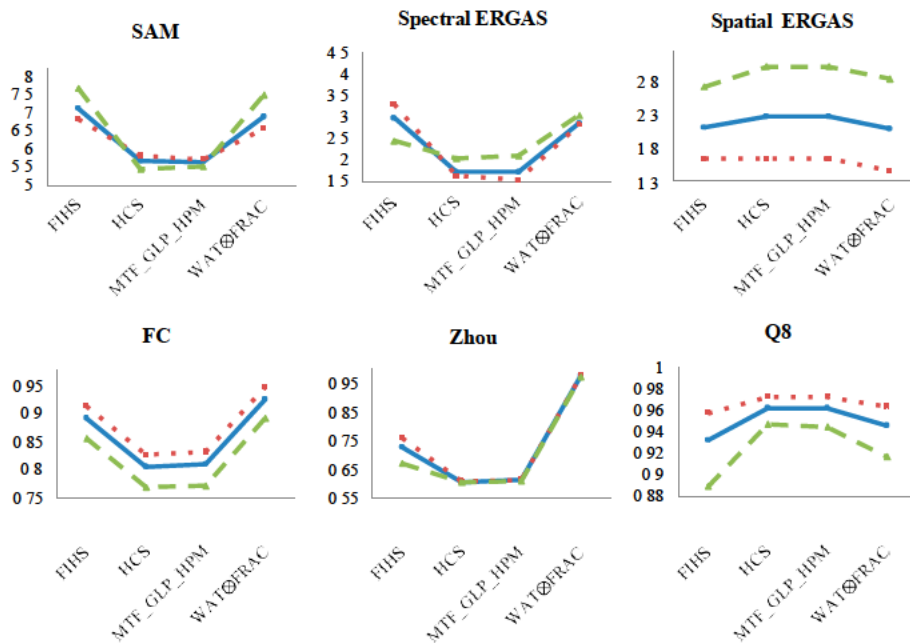 SAM
8
7 5
7
6 5
6
5 5
5
FIHS
HCS
MTF_GLP_HPM
WAT⊗FRAC
Spectral ERGAS
4 5
4
3 5
3
2 5
2
1 5
FIHS
HCS
MTF_GLP_HPM
WAT⊗FRAC
Spatial ERGAS
2 8
2 3
1 8
1 3
FIHS
HCS
MTF_GLP_HPM
WAT⊗FRAC
FC
0 95
0 9
0 85
0 8
0 75
FIHS
HCS
MTF_GLP_HPM
WAT⊗FRAC
Zhou
0 95
0 85
0 75
0 65
0 55
FIHS
HCS
MTF_GLP_HPM
WAT⊗FRAC
Q8
1
0 98
0 96
0 94
0 92
0 9
0 88
FIHS
HCS
MTF_GLP_HPM
WAT⊗FRAC